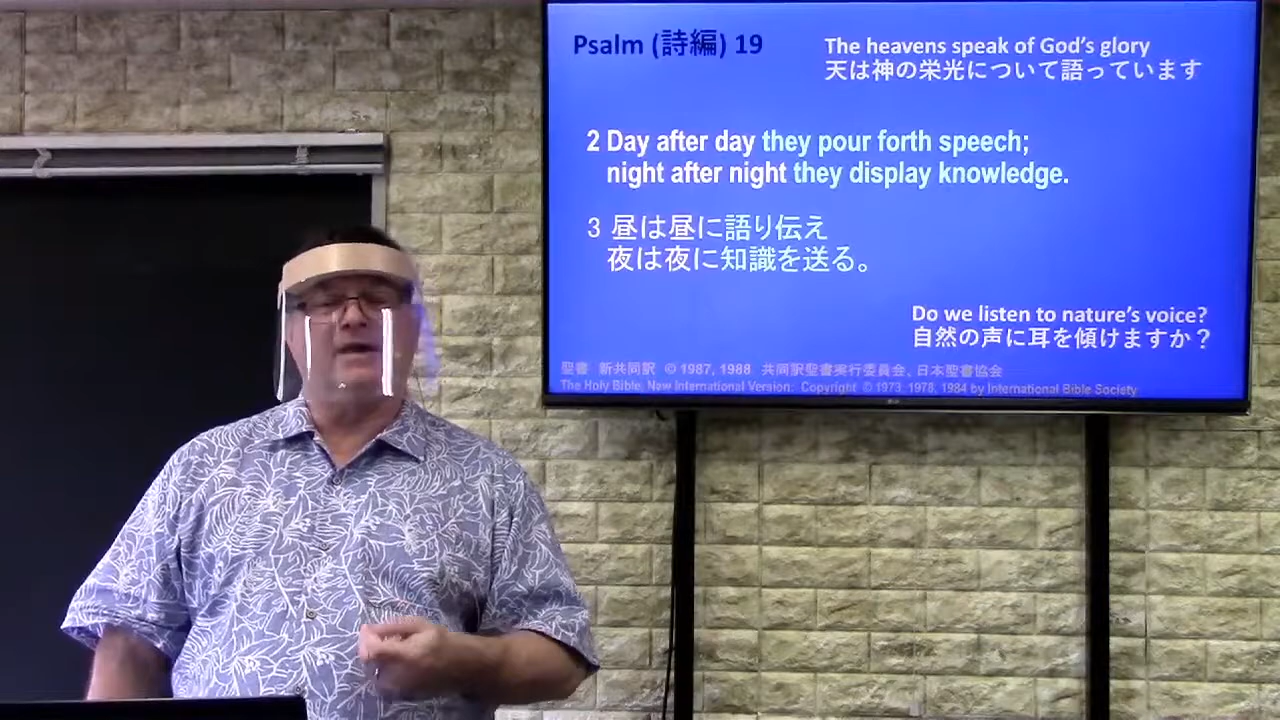 Psalm (詩編) 19
The heavens speak of God's glory
天は神の栄光について語っています
2 Day after day they pour forth speech;
night after night they display knowledge.
3 昼は昼に語り伝え
夜は夜に知識を送る。
Do we listen to nature's voice?
自然の声に耳を傾けますか？
聖書 新共同訳 © 1987, 1988 共同訳聖書実行委員会、日本聖書協会
The Holy Bible, New International Version: Copyright © 1973, 1978, 1984 by International Bible Society
LG